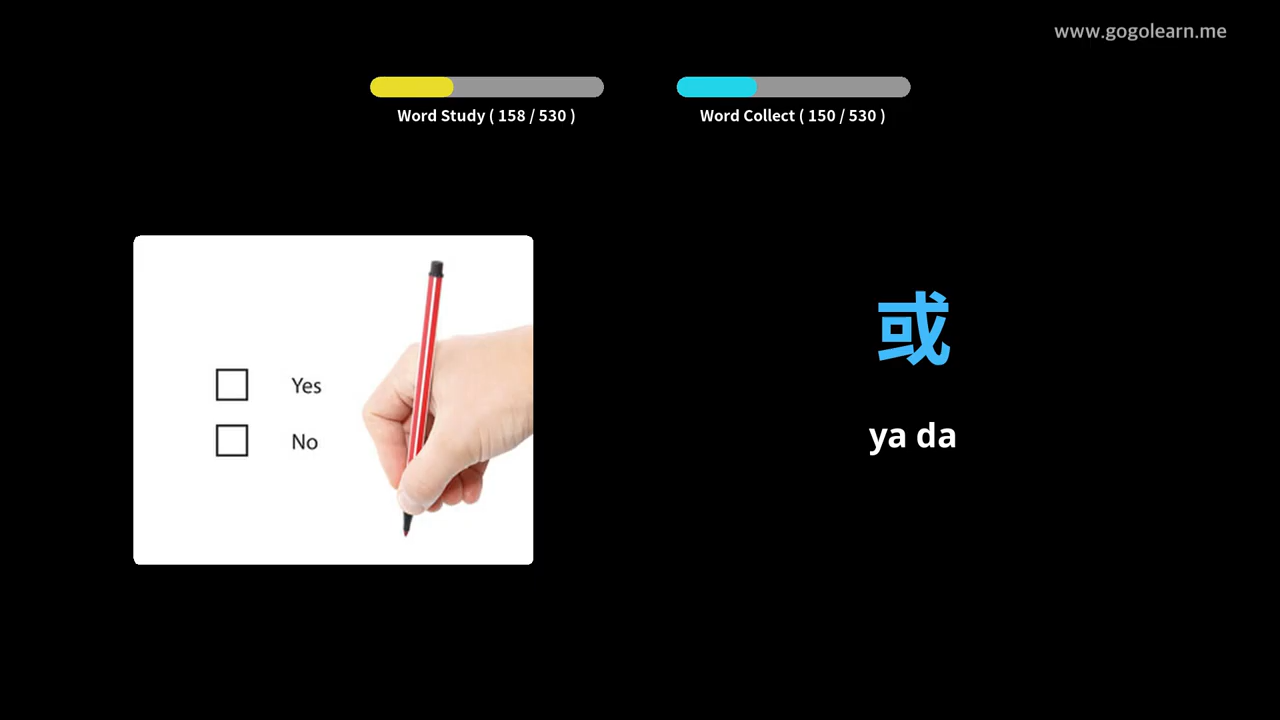 www.gogolearn.me
Word Study ( 158 / 530 )
Word Collect ( 150 / 530 )
Yes
No
或
ya da